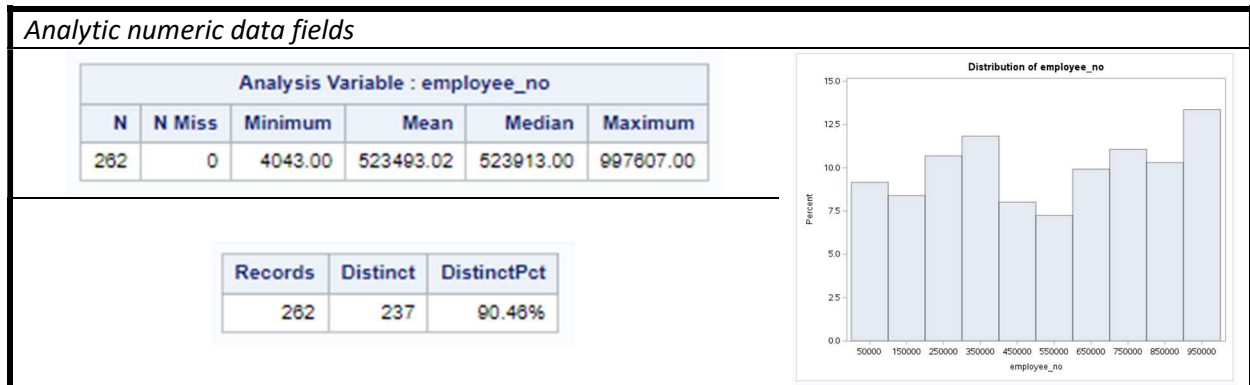 Analytic numeric data fields
Analysis Variable : employee_no
N N Miss Minimum Mean Median Maximum
262 0 4043.00 523493.02 523913.00 997607.00
Records Distinct DistinctPct
262 237 90.46%
Distribution of employee_no
15.0
12.5
10.0
7.5
5.0
2.5
0.0
Percent
50000 150000 250000 350000 450000 550000 650000 750000 850000 950000
employee_no